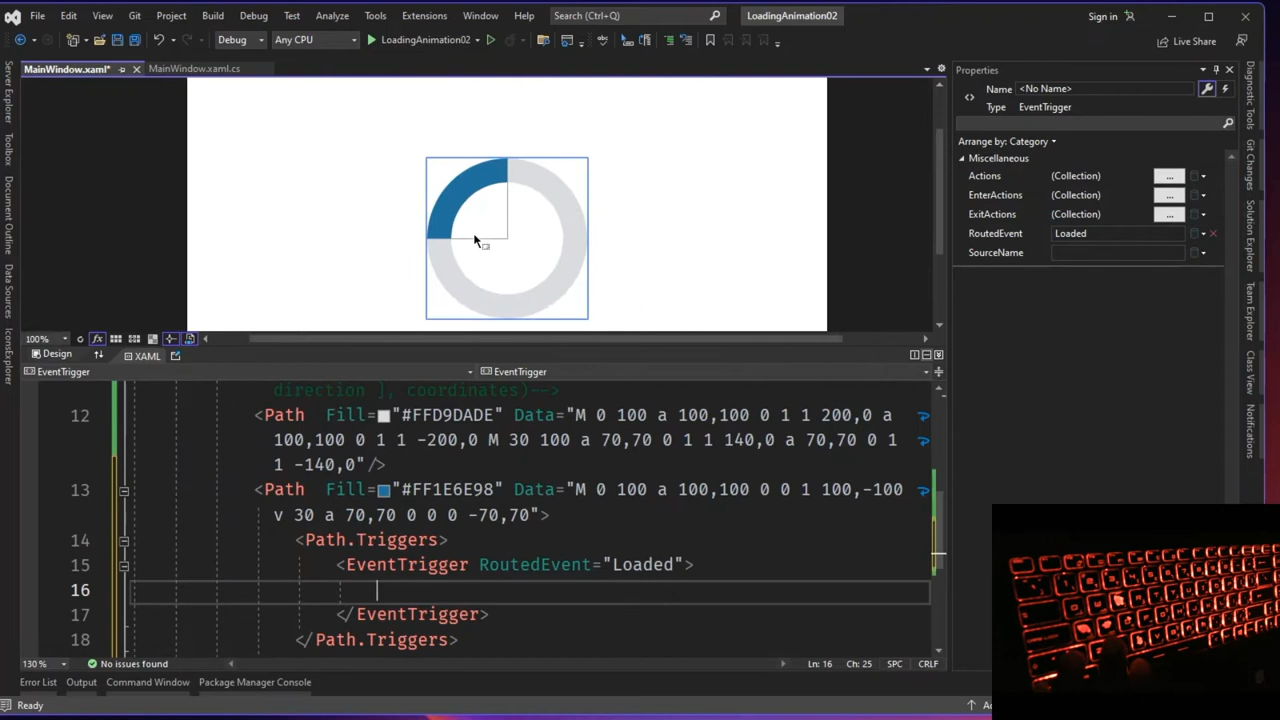 File Edit View Git Project Build Debug Test Analyze Tools Extensions Window Help Search (Ctrl+Q) LoadingAnimation02 Sign in
Debug Any CPU LoadingAnimation02 Live Share
MainWindow.xaml* MainWindow.xaml.cs
Server Explorer
Toolbox
Document Outline
Data Sources
IconsExplorer
100%
Design XAML
EventTrigger EventTrigger
direction ], coordinates)-->
12 <Path Fill="#FFD9DADE" Data="M 0 100 a 100,100 0 1 1 200,0 a
100,100 0 1 1 -200,0 M 30 100 a 70,70 0 1 1 140,0 a 70,70 0 1
1 -140,0"/>
13 <Path Fill="#FF1E6E98" Data="M 0 100 a 100,100 0 0 1 100,-100
v 30 a 70,70 0 0 0 -70,70">
14 <Path.Triggers>
15 <EventTrigger RoutedEvent="Loaded">
16
17 </EventTrigger>
18 </Path.Triggers>
130% No issues found Ln: 16 Ch: 25 SPC CRLF
Error List Output Command Window Package Manager Console
Ready
Properties
Name <No Name>
Type EventTrigger
Arrange by: Category
Miscellaneous
Actions (Collection) ...
EnterActions (Collection) ...
ExitActions (Collection) ...
RoutedEvent Loaded
SourceName
Diagnostic Tools
Git Changes
Solution Explorer
Team Explorer
Class View
Notifications